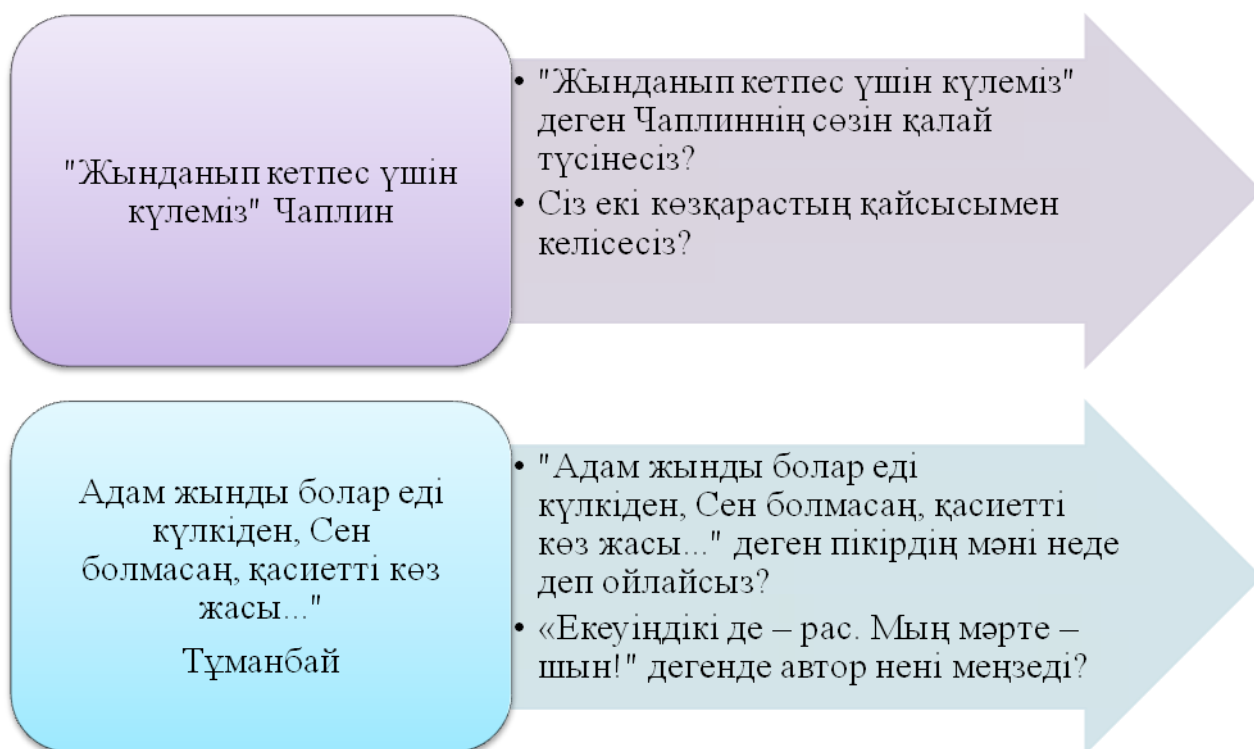 "Жынданып кетпес үшін
күлеміз" Чаплин
• "Жынданып кетпес үшін күлеміз"
деген Чаплиннің сөзін қалай
түсінесіз?
• Сіз екі көзқарастың қайсысымен
келісесіз?
Адам жынды болар еді
күлкіден, Сен
болмасаң, қасиетті көз
жасы..."
Тұманбай
• "Адам жынды болар еді
күлкіден, Сен болмасаң, қасиетті
көз жасы..." деген пікірдің мәні неде
деп ойлайсыз?
• «Екеуіңдікі де – рас. Мың мәрте –
шын!" дегенде автор нені меңзеді?